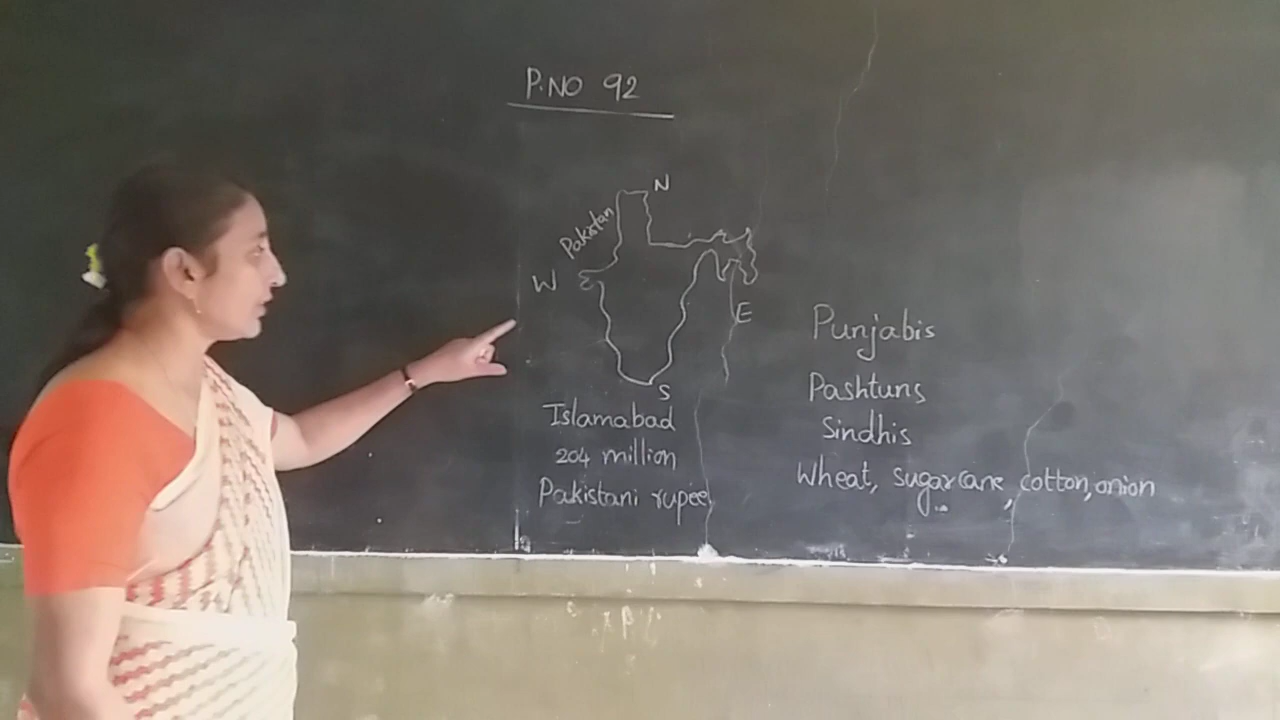 P.NO 92
N
Pakistan
W
E
S
Islamabad
204 million
Pakistani rupee
Punjabis
Pashtuns
Sindhis
Wheat, sugarcane, cotton, onion